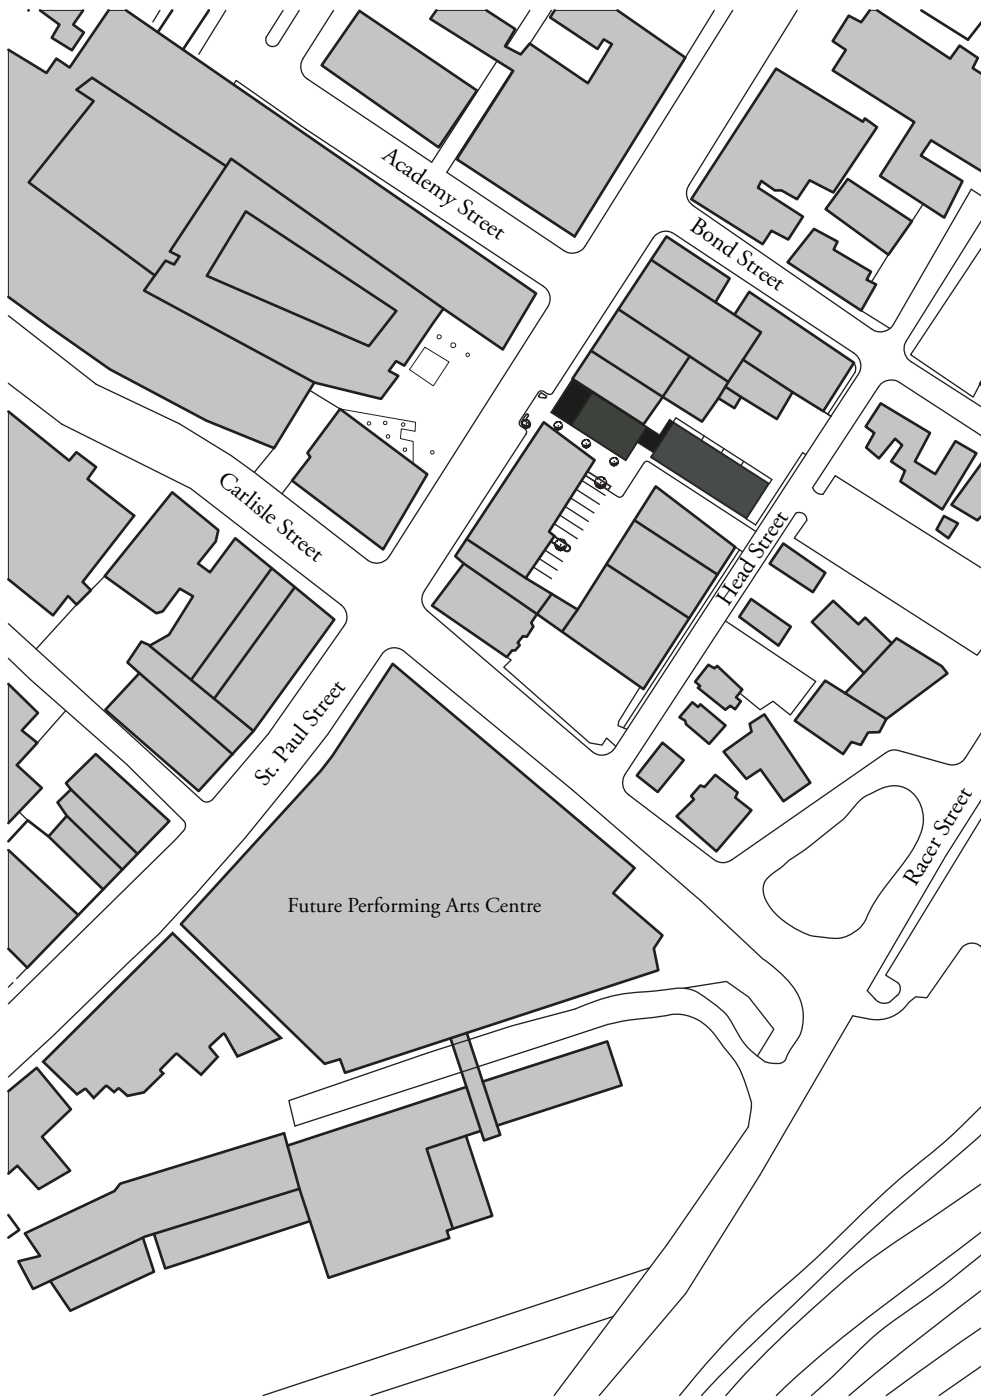 Academy Street
Bond Street
Carlisle Street
Head Street
St. Paul Street
Racer Street
Future Performing Arts Centre